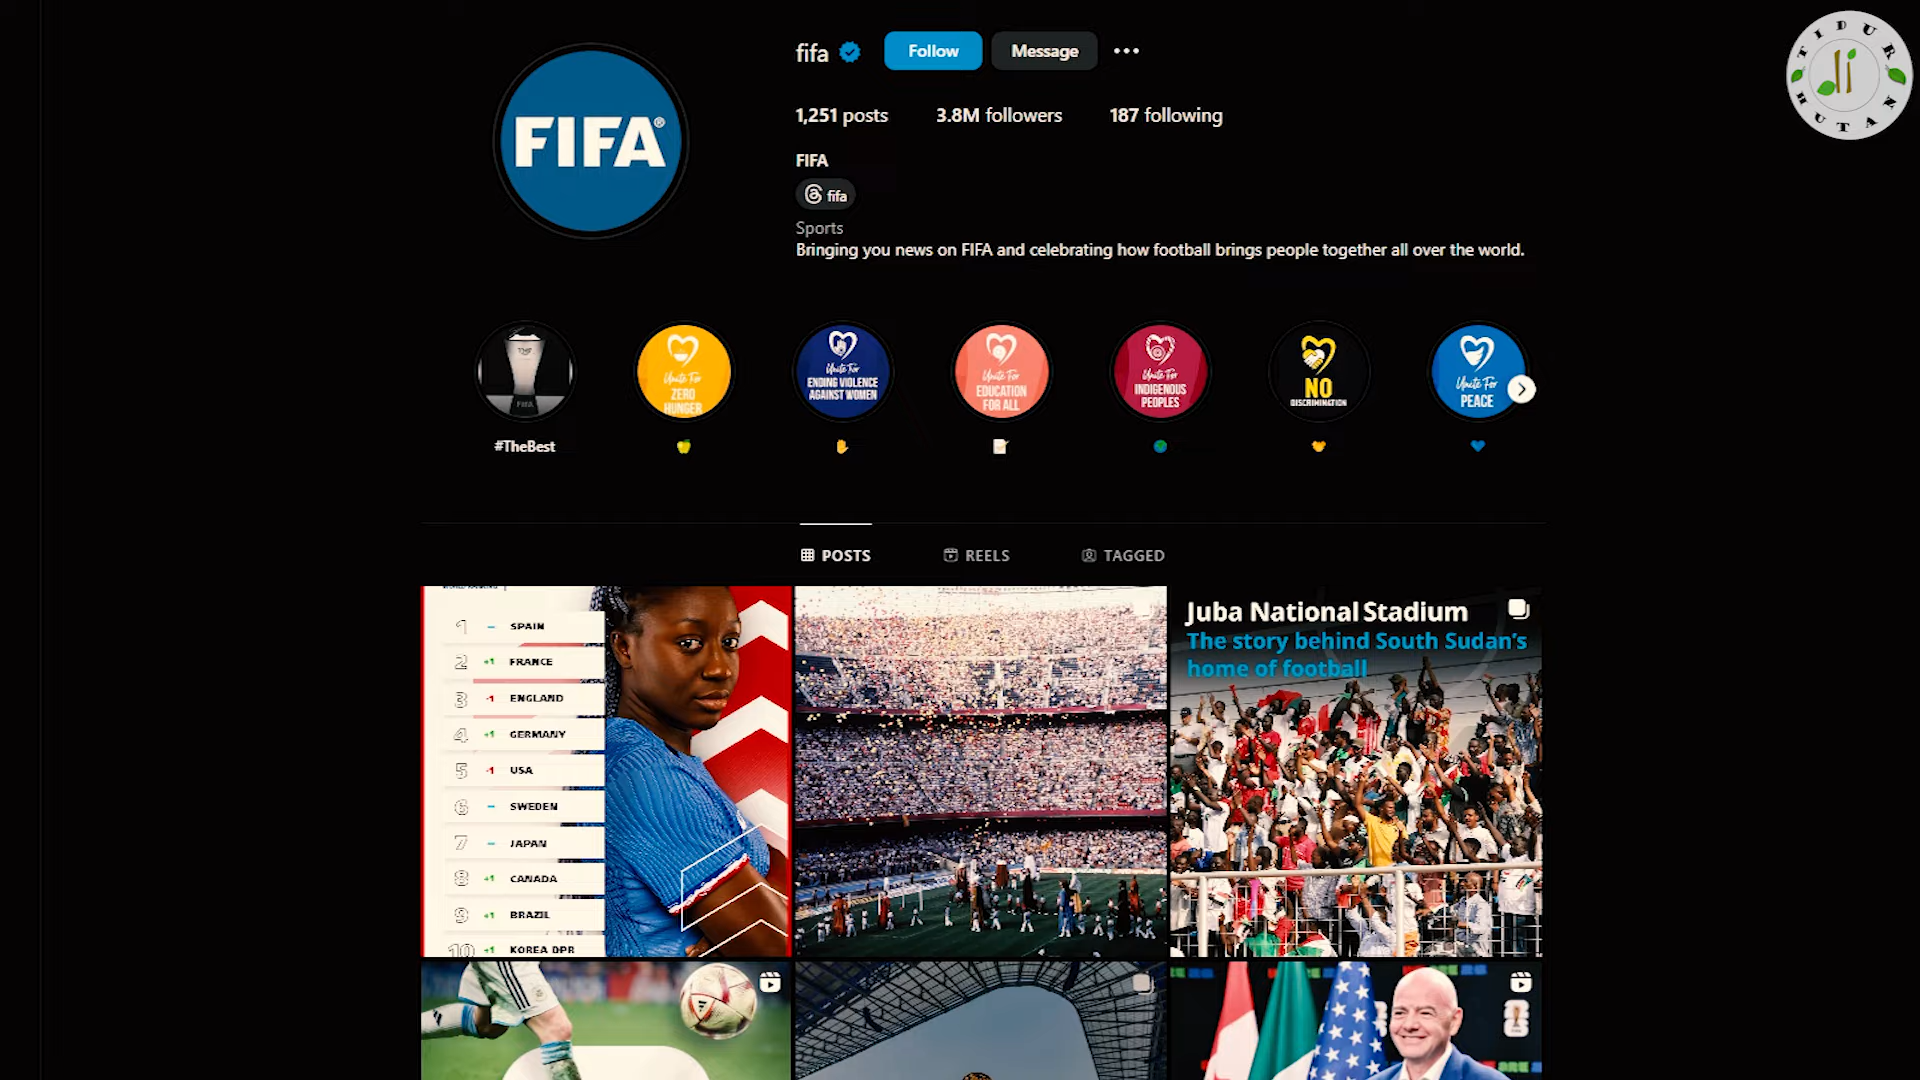 fifa
Follow
Message
1,251 posts
3.8M followers
187 following
FIFA
fifa
Sports
Bringing you news on FIFA and celebrating how football brings people together all over the world.
FIFA®
TIDUR HUTAN
FIFA
#TheBest
Unite For
ZERO
HUNGER
Unite For
ENDING VIOLENCE
AGAINST WOMEN
Unite For
EDUCATION
FOR ALL
Unite For
INDIGENOUS
PEOPLES
NO
DISCRIMINATION
Unite For
PEACE
POSTS
REELS
TAGGED
1 – SPAIN
2 +1 FRANCE
3 -1 ENGLAND
4 +1 GERMANY
5 -1 USA
6 – SWEDEN
7 – JAPAN
8 +1 CANADA
9 +1 BRAZIL
10 +1 KOREA DPR
Juba National Stadium
The story behind South Sudan's
home of football